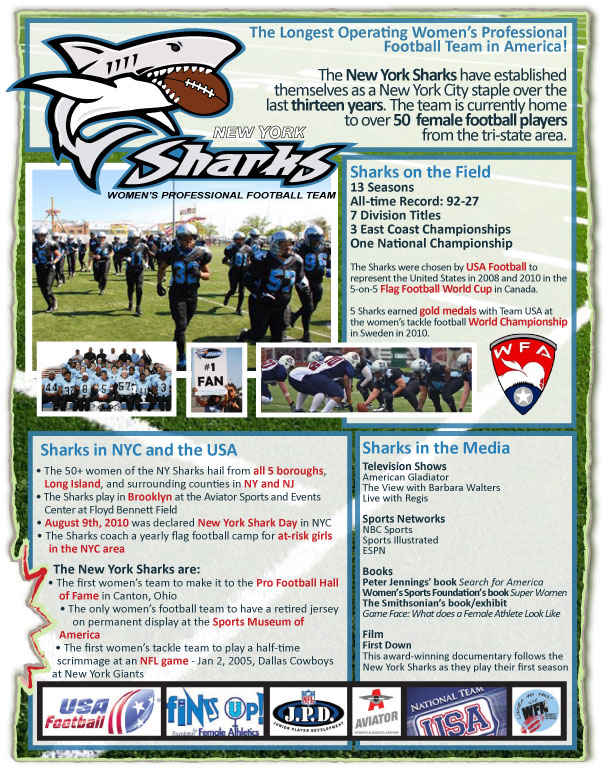 The Longest Operating Women's Professional
Football Team in America!
The New York Sharks have established
themselves as a New York City staple over the
last thirteen years. The team is currently home
to over 50 female football players
from the tri-state area.
NEW YORK
Sharks
WOMEN'S PROFESSIONAL FOOTBALL TEAM
Sharks on the Field
13 Seasons
All-time Record: 92-27
7 Division Titles
3 East Coast Championships
One National Championship
The Sharks were chosen by USA Football to
represent the United States in 2008 and 2010 in the
5-on-5 Flag Football World Cup in Canada.
5 Sharks earned gold medals with Team USA at
the women's tackle football World Championship
in Sweden in 2010.
WFA
#1
FAN
Sharks in NYC and the USA
• The 50+ women of the NY Sharks hail from all 5 boroughs,
Long Island, and surrounding counties in NY and NJ
• The Sharks play in Brooklyn at the Aviator Sports and Events
Center at Floyd Bennett Field
• August 9th, 2010 was declared New York Shark Day in NYC
• The Sharks coach a yearly flag football camp for at-risk girls
in the NYC area
The New York Sharks are:
• The first women's team to make it to the Pro Football Hall
of Fame in Canton, Ohio
• The only women's football team to have a retired jersey
on permanent display at the Sports Museum of
America
• The first women's tackle team to play a half-time
scrimmage at an NFL game - Jan 2, 2005, Dallas Cowboys
at New York Giants
Sharks in the Media
Television Shows
American Gladiator
The View with Barbara Walters
Live with Regis
Sports Networks
NBC Sports
Sports Illustrated
ESPN
Books
Peter Jennings' book Search for America
Women's Sports Foundation's book Super Women
The Smithsonian's book/exhibit
Game Face: What does a Female Athlete Look Like
Film
First Down
This award-winning documentary follows the
New York Sharks as they play their first season
USA
Football
fiNS Up!
Foundation for Female Athletics
NFL
J.P.D.
JUNIOR PLAYER DEVELOPMENT
AVIATOR
SPORTS & EVENTS CENTER
NATIONAL TEAM
USA